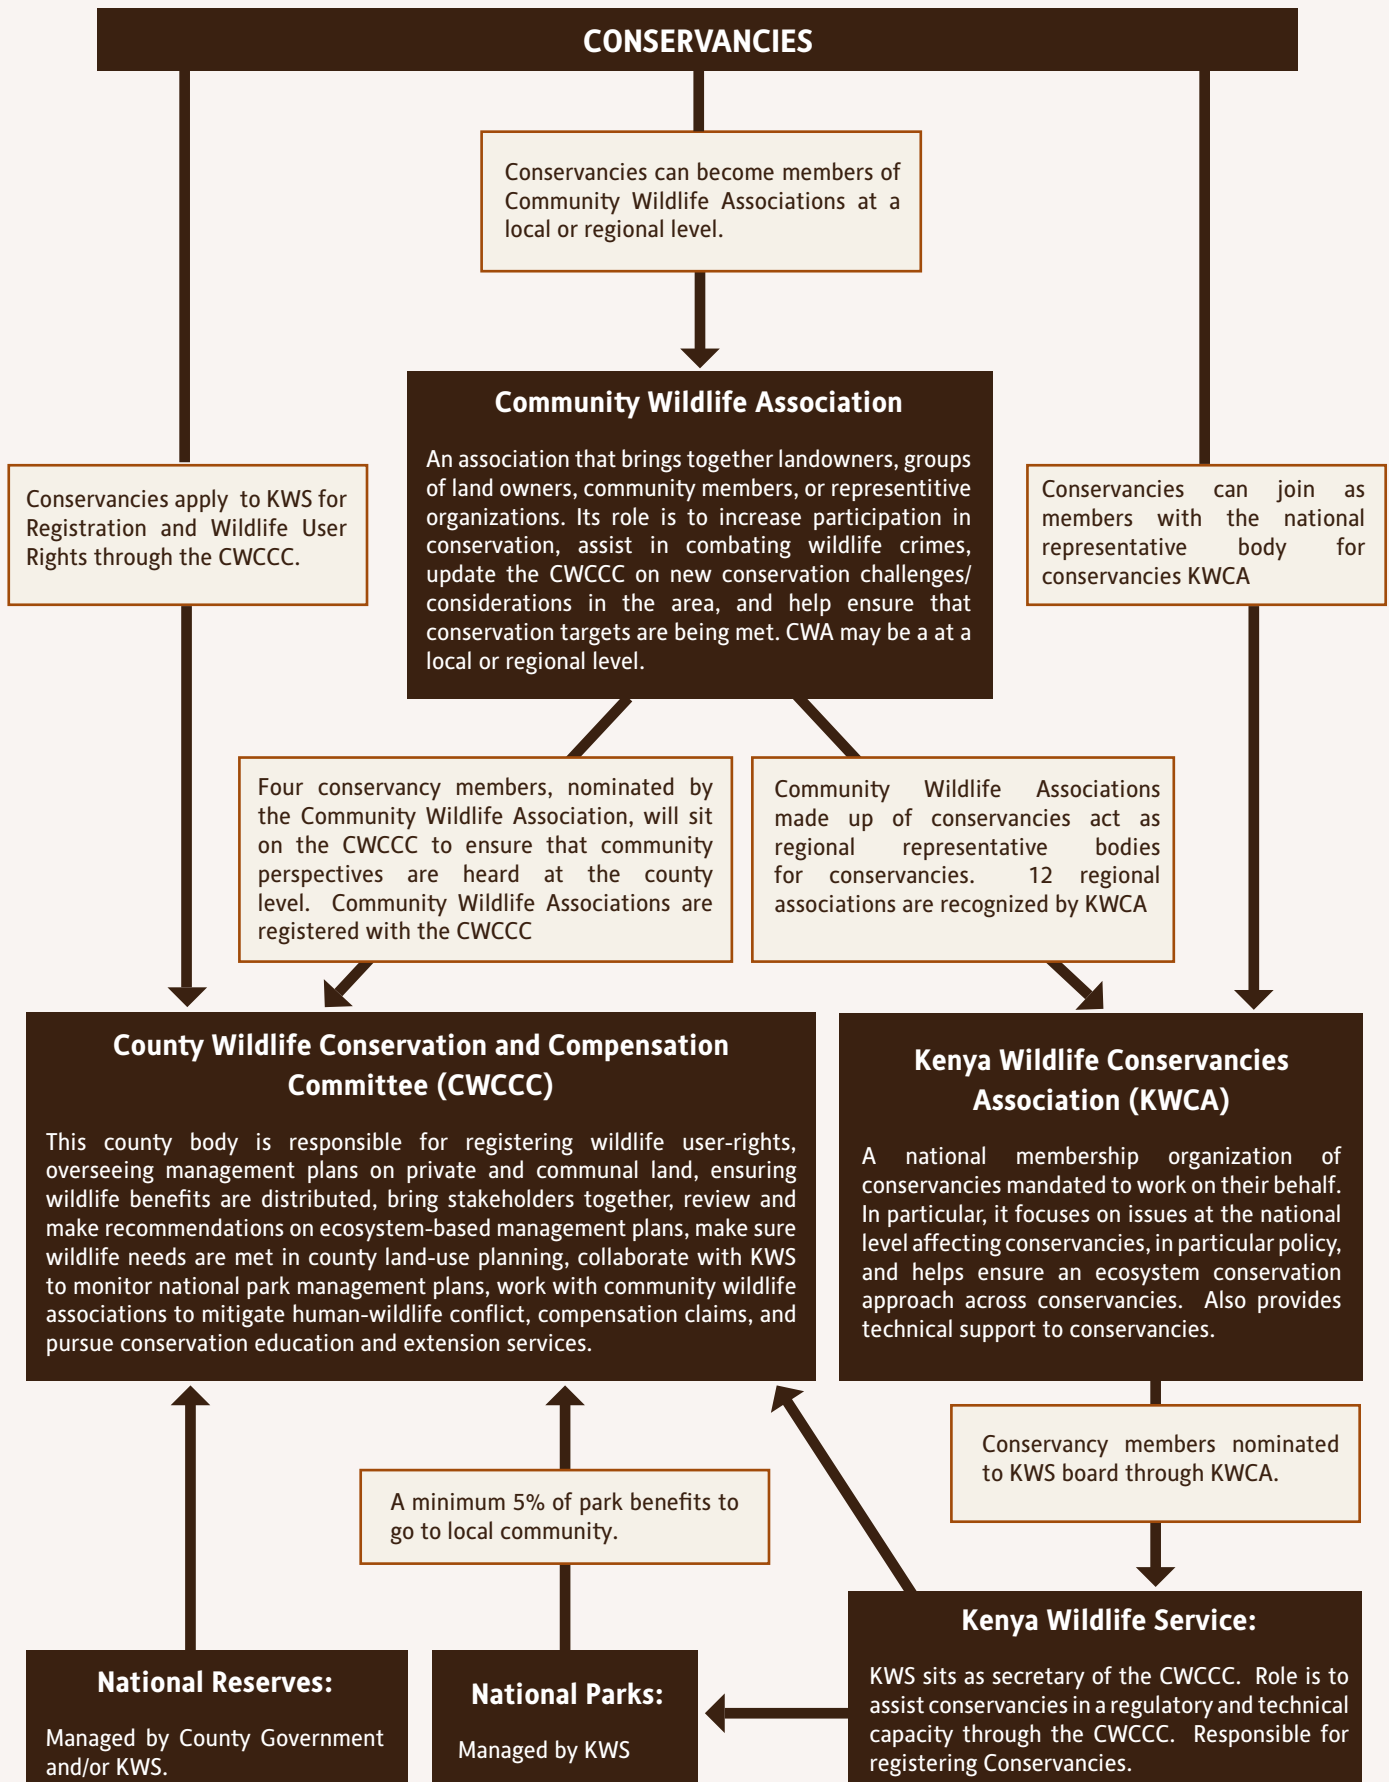 CONSERVANCIES
Conservancies can become members of
Community Wildlife Associations at a
local or regional level.
Community Wildlife Association
An association that brings together landowners, groups
of land owners, community members, or representitive
organizations. Its role is to increase participation in
conservation, assist in combating wildlife crimes,
update the CWCCC on new conservation challenges/
considerations in the area, and help ensure that
conservation targets are being met. CWA may be a at a
local or regional level.
Conservancies apply to KWS for
Registration and Wildlife User
Rights through the CWCCC.
Conservancies can join as
members with the national
representative body for
conservancies KWCA
Four conservancy members, nominated by
the Community Wildlife Association, will sit
on the CWCCC to ensure that community
perspectives are heard at the county
level. Community Wildlife Associations are
registered with the CWCCC
Community Wildlife Associations
made up of conservancies act as
regional representative bodies
for conservancies. 12 regional
associations are recognized by KWCA
County Wildlife Conservation and Compensation
Committee (CWCCC)
This county body is responsible for registering wildlife user-rights,
overseeing management plans on private and communal land, ensuring
wildlife benefits are distributed, bring stakeholders together, review and
make recommendations on ecosystem-based management plans, make sure
wildlife needs are met in county land-use planning, collaborate with KWS
to monitor national park management plans, work with community wildlife
associations to mitigate human-wildlife conflict, compensation claims, and
pursue conservation education and extension services.
Kenya Wildlife Conservancies
Association (KWCA)
A national membership organization of
conservancies mandated to work on their behalf.
In particular, it focuses on issues at the national
level affecting conservancies, in particular policy,
and helps ensure an ecosystem conservation
approach across conservancies. Also provides
technical support to conservancies.
Conservancy members nominated
to KWS board through KWCA.
A minimum 5% of park benefits to
go to local community.
National Reserves:
Managed by County Government
and/or KWS.
National Parks:
Managed by KWS
Kenya Wildlife Service:
KWS sits as secretary of the CWCCC. Role is to
assist conservancies in a regulatory and technical
capacity through the CWCCC. Responsible for
registering Conservancies.